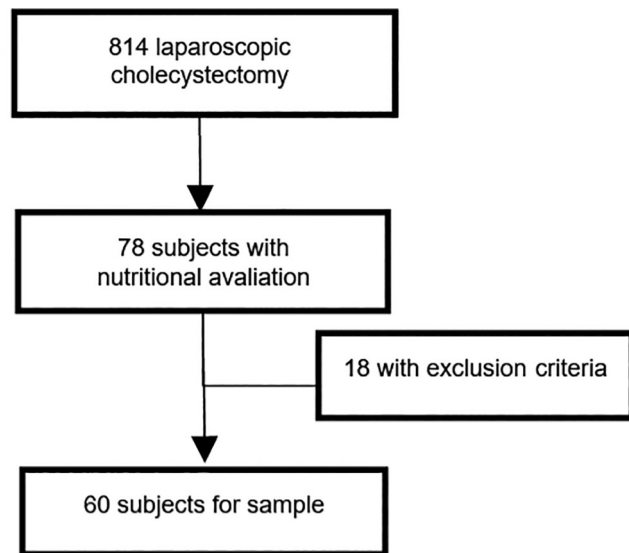 814 laparoscopic
cholecystectomy
78 subjects with
nutritional avaliation
18 with exclusion criteria
60 subjects for sample